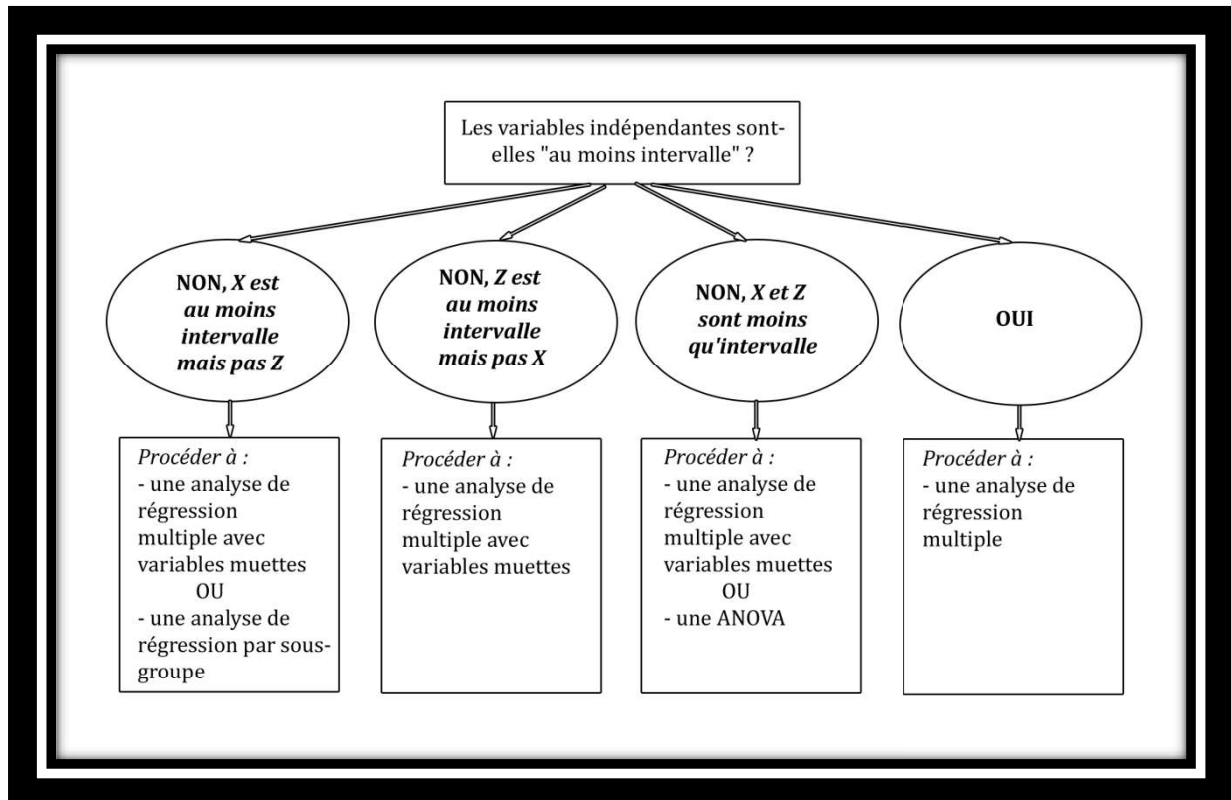 Les variables indépendantes sont-
elles "au moins intervalle" ?
NON, X est
au moins
intervalle
mais pas Z
NON, Z est
au moins
intervalle
mais pas X
NON, X et Z
sont moins
qu'intervalle
OUI
Procéder à :
- une analyse de
régression
multiple avec
variables muettes
OU
- une analyse de
régression par sous-
groupe
Procéder à :
- une analyse de
régression
multiple avec
variables muettes
Procéder à :
- une analyse de
régression
multiple avec
variables muettes
OU
- une ANOVA
Procéder à :
- une analyse de
régression
multiple